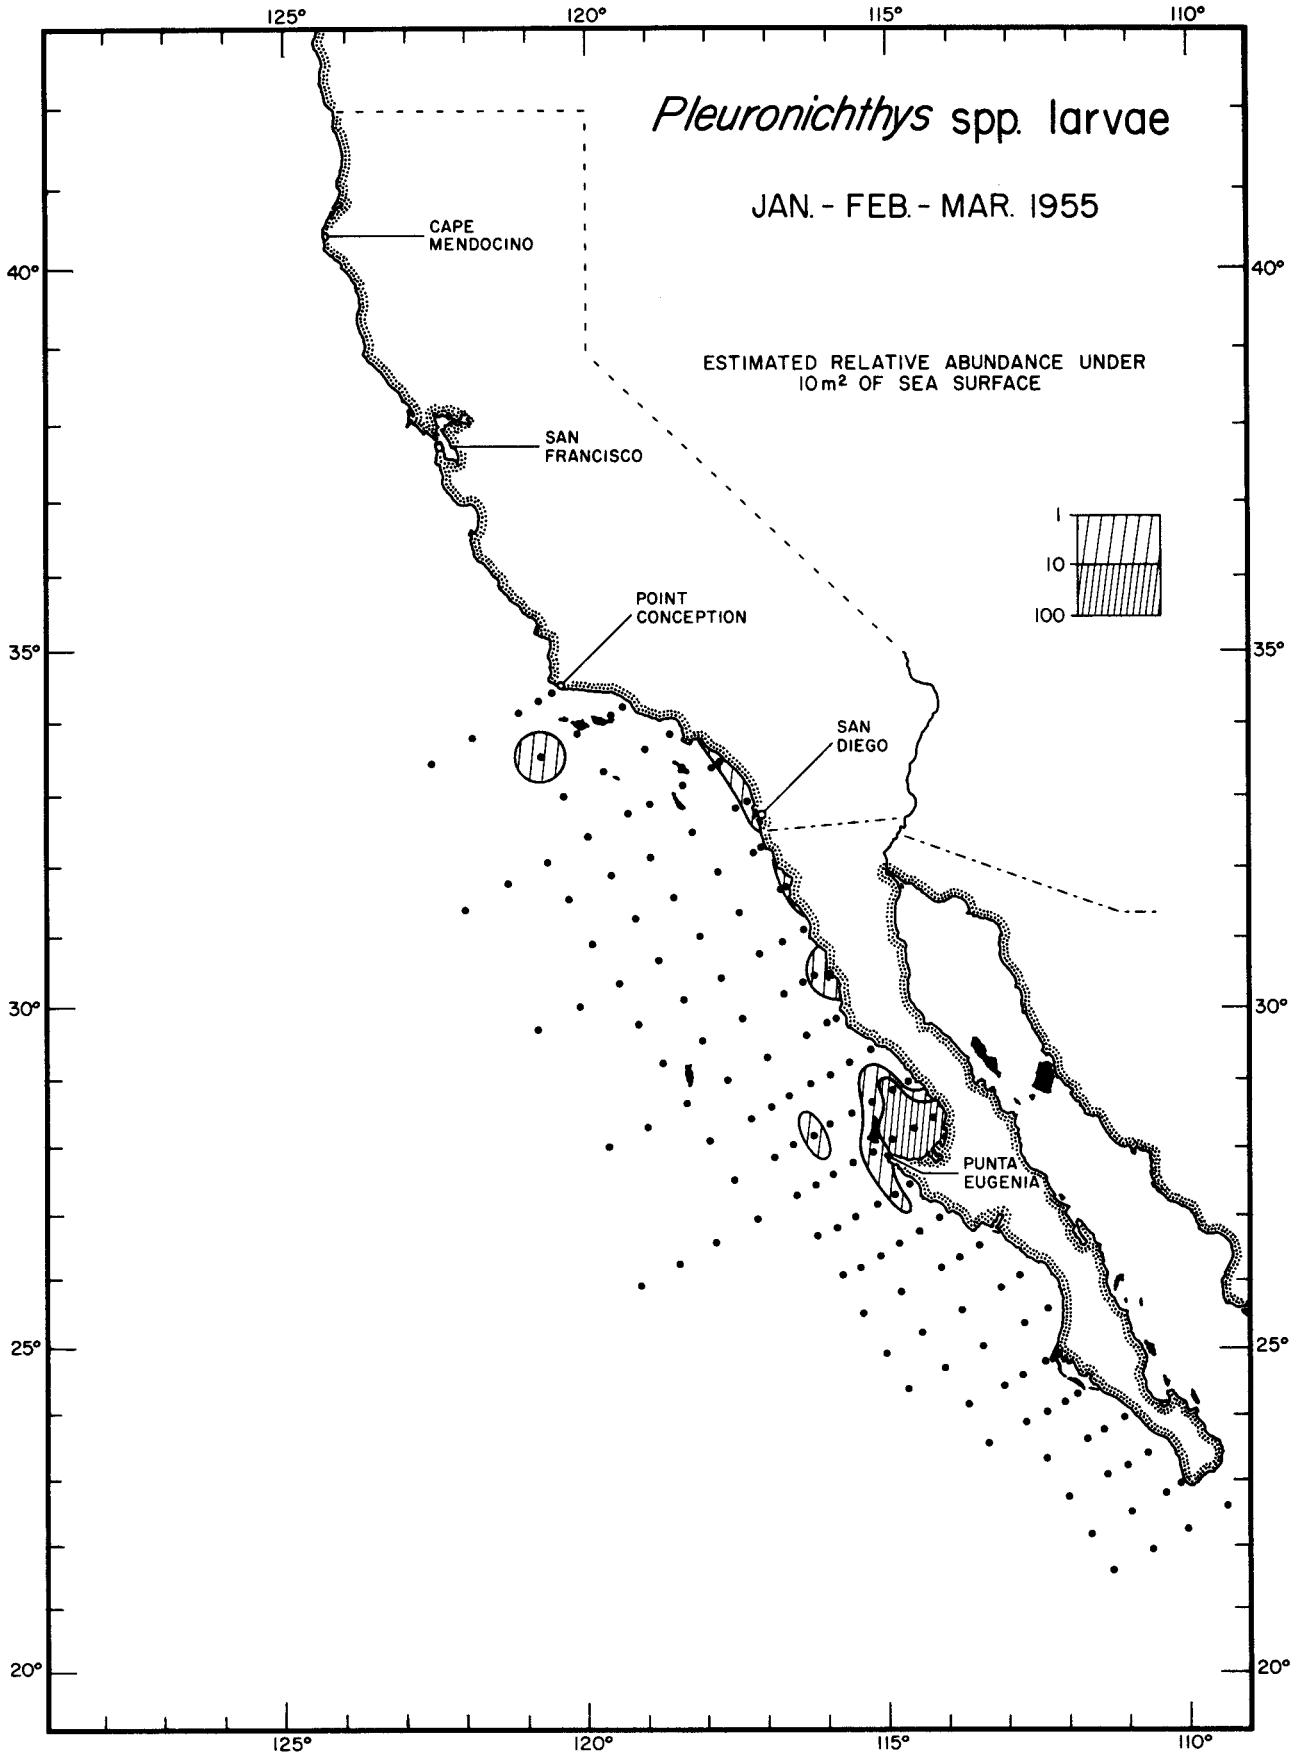 125° 120° 115° 110°
Pleuronichthys spp. larvae
JAN. - FEB. - MAR. 1955
CAPE
MENDOCINO
40° 40°
ESTIMATED RELATIVE ABUNDANCE UNDER
10m² OF SEA SURFACE
SAN
FRANCISCO
1
10
100
POINT
CONCEPTION
35° 35°
SAN
DIEGO
30° 30°
PUNTA
EUGENIA
25° 25°
20° 20°
125° 120° 115° 110°